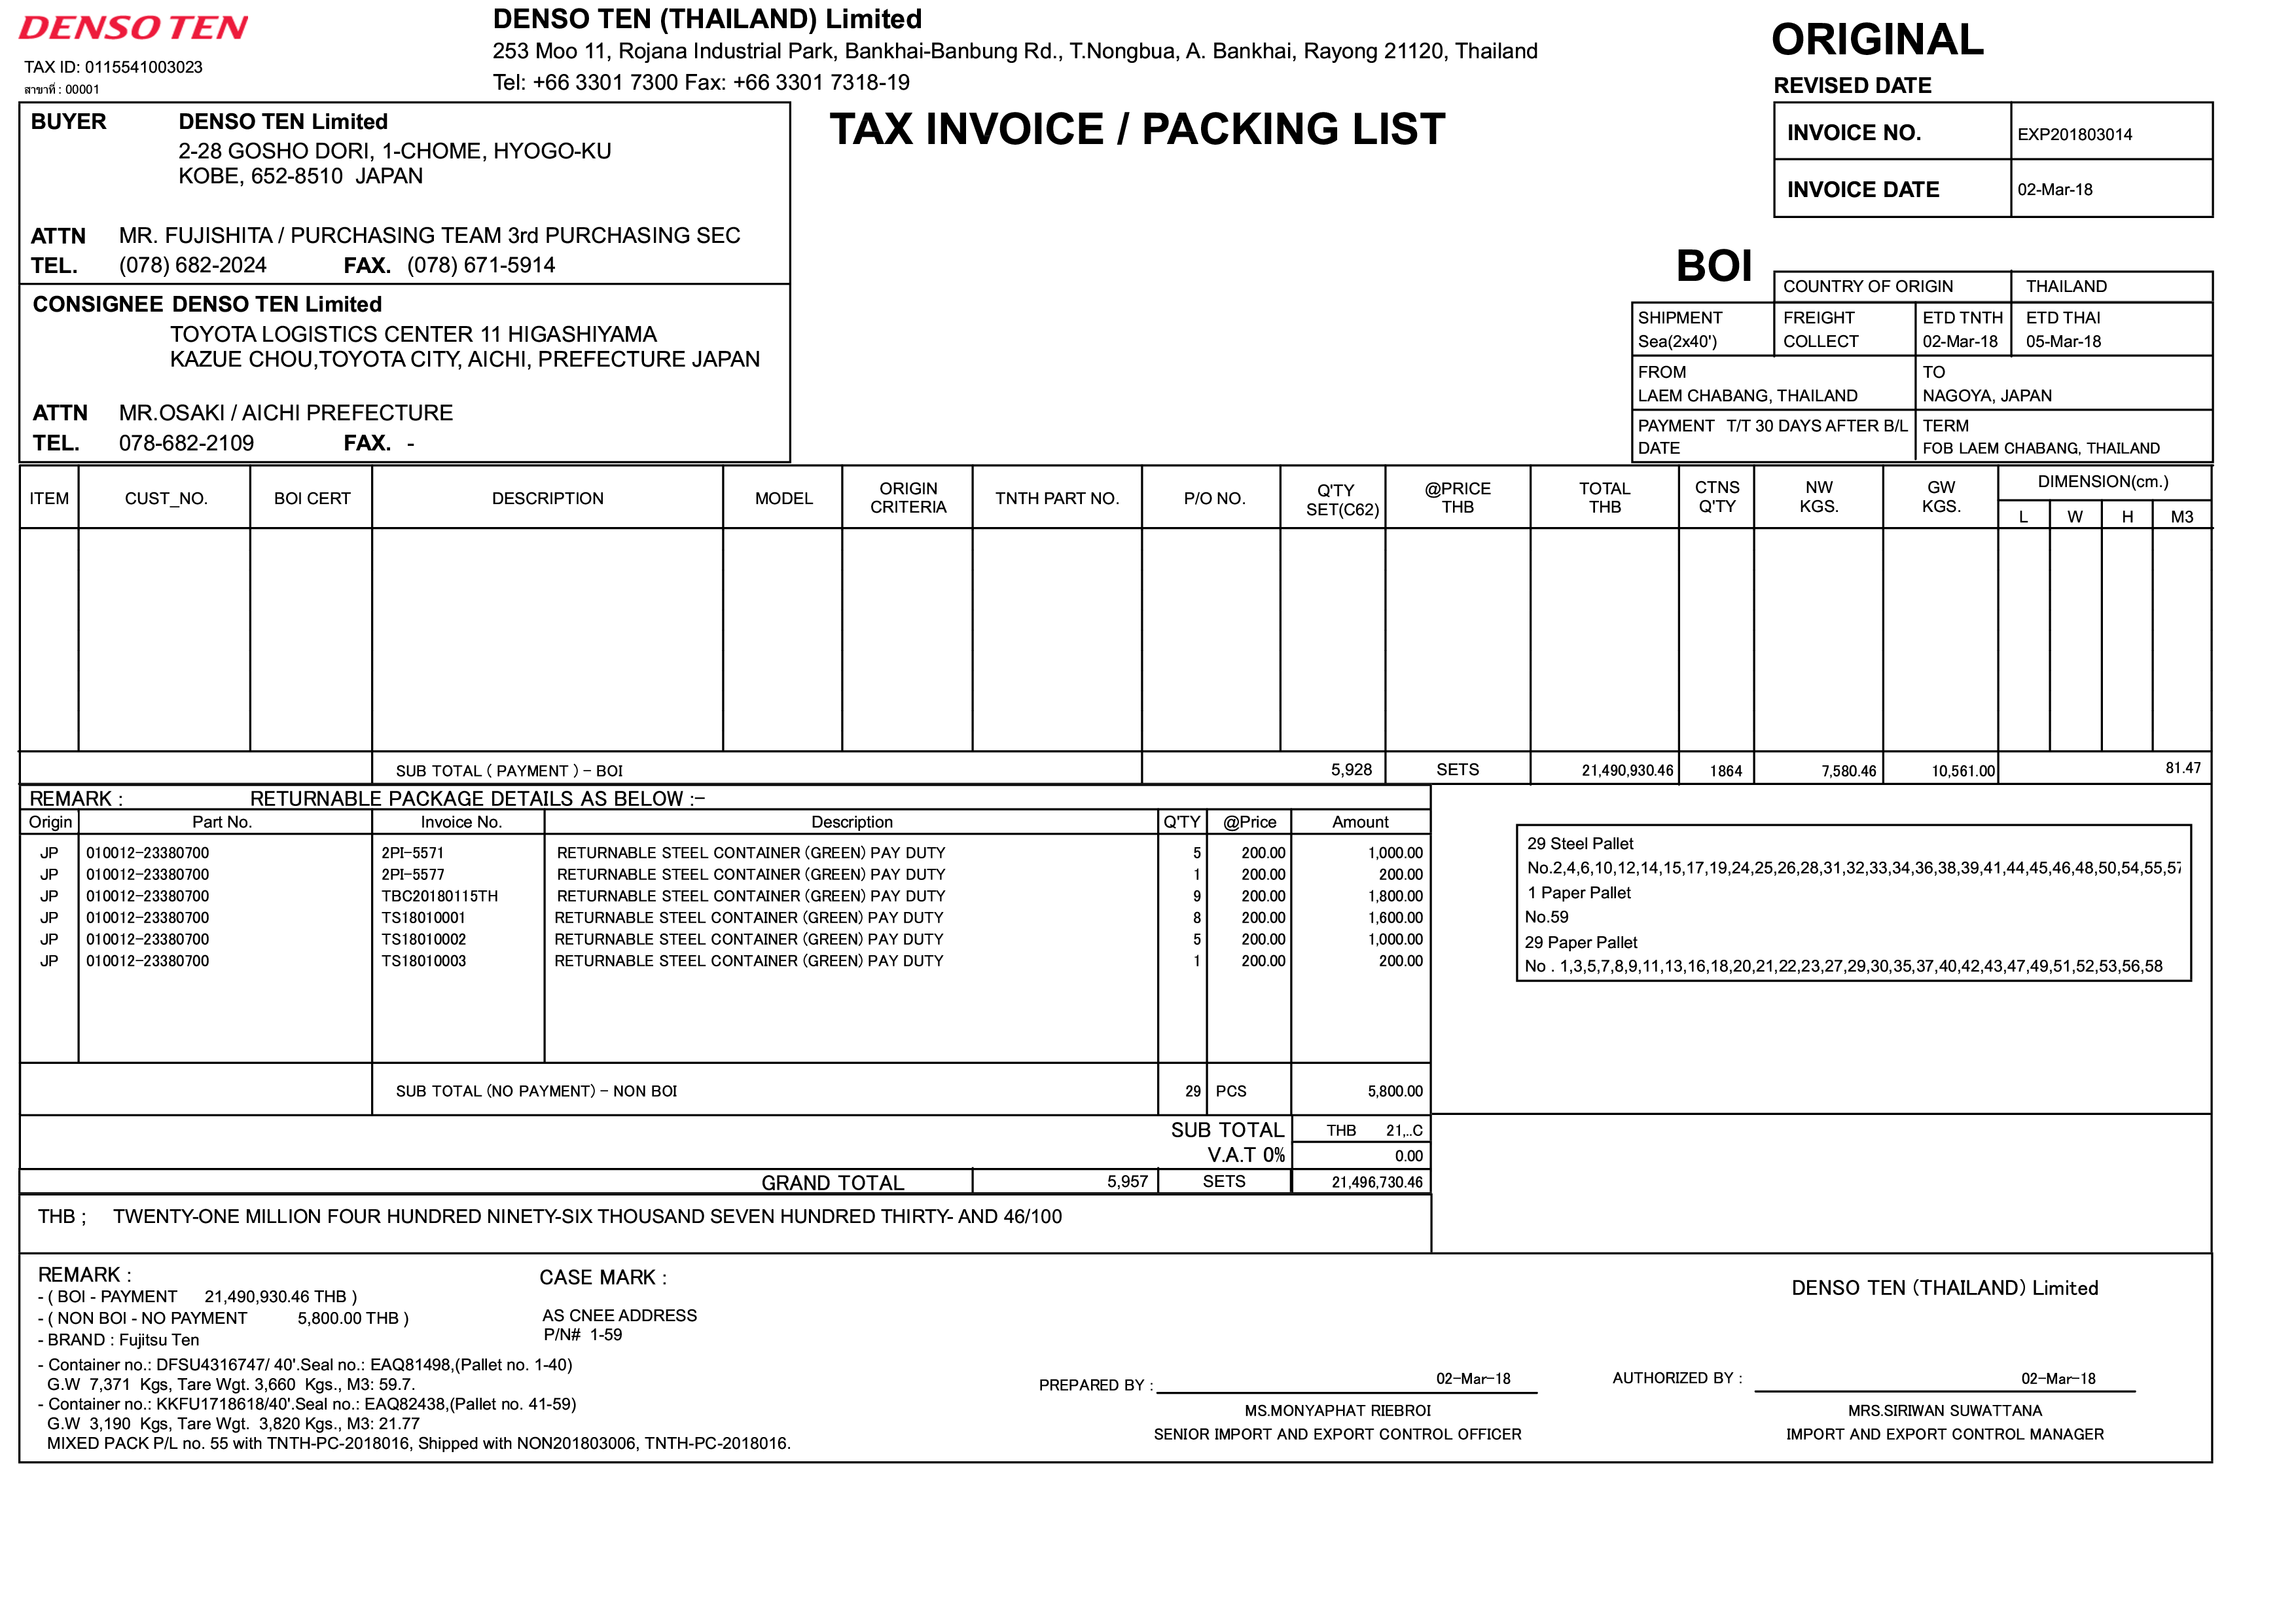 DENSO TEN
TAX ID: 0115541003023
สาขาที่ : 00001
DENSO TEN (THAILAND) Limited
253 Moo 11, Rojana Industrial Park, Bankhai-Banbung Rd., T.Nongbua, A. Bankhai, Rayong 21120, Thailand
Tel: +66 3301 7300 Fax: +66 3301 7318-19
TAX INVOICE / PACKING LIST
ORIGINAL
REVISED DATE
INVOICE NO. EXP201803014
INVOICE DATE 02-Mar-18
BUYER DENSO TEN Limited
2-28 GOSHO DORI, 1-CHOME, HYOGO-KU
KOBE, 652-8510 JAPAN
ATTN MR. FUJISHITA / PURCHASING TEAM 3rd PURCHASING SEC
TEL. (078) 682-2024 FAX. (078) 671-5914
CONSIGNEE DENSO TEN Limited
TOYOTA LOGISTICS CENTER 11 HIGASHIYAMA
KAZUE CHOU,TOYOTA CITY, AICHI, PREFECTURE JAPAN
ATTN MR.OSAKI / AICHI PREFECTURE
TEL. 078-682-2109 FAX. -
BOI
COUNTRY OF ORIGIN THAILAND
SHIPMENT FREIGHT ETD TNTH ETD THAI
Sea(2x40') COLLECT 02-Mar-18 05-Mar-18
FROM TO
LAEM CHABANG, THAILAND NAGOYA, JAPAN
PAYMENT T/T 30 DAYS AFTER B/L TERM
DATE FOB LAEM CHABANG, THAILAND
ITEM CUST_NO. BOI CERT DESCRIPTION MODEL ORIGIN CRITERIA TNTH PART NO. P/O NO. Q'TY SET(C62) @PRICE THB TOTAL THB CTNS Q'TY NW KGS. GW KGS. DIMENSION(cm.)
L W H M3
SUB TOTAL ( PAYMENT ) - BOI 5,928 SETS 21,490,930.46 1864 7,580.46 10,561.00 81.47
REMARK : RETURNABLE PACKAGE DETAILS AS BELOW :-
Origin Part No. Invoice No. Description Q'TY @Price Amount
JP 010012-23380700 2PI-5571 RETURNABLE STEEL CONTAINER (GREEN) PAY DUTY 5 200.00 1,000.00
JP 010012-23380700 2PI-5577 RETURNABLE STEEL CONTAINER (GREEN) PAY DUTY 1 200.00 200.00
JP 010012-23380700 TBC20180115TH RETURNABLE STEEL CONTAINER (GREEN) PAY DUTY 9 200.00 1,800.00
JP 010012-23380700 TS18010001 RETURNABLE STEEL CONTAINER (GREEN) PAY DUTY 8 200.00 1,600.00
JP 010012-23380700 TS18010002 RETURNABLE STEEL CONTAINER (GREEN) PAY DUTY 5 200.00 1,000.00
JP 010012-23380700 TS18010003 RETURNABLE STEEL CONTAINER (GREEN) PAY DUTY 1 200.00 200.00
29 Steel Pallet
No.2,4,6,10,12,14,15,17,19,24,25,26,28,31,32,33,34,36,38,39,41,44,45,46,48,50,54,55,57
1 Paper Pallet
No.59
29 Paper Pallet
No . 1,3,5,7,8,9,11,13,16,18,20,21,22,23,27,29,30,35,37,40,42,43,47,49,51,52,53,56,58
SUB TOTAL (NO PAYMENT) - NON BOI 29 PCS 5,800.00
SUB TOTAL THB 21,..C
V.A.T 0% 0.00
GRAND TOTAL 5,957 SETS 21,496,730.46
THB ; TWENTY-ONE MILLION FOUR HUNDRED NINETY-SIX THOUSAND SEVEN HUNDRED THIRTY- AND 46/100
REMARK :
- ( BOI - PAYMENT 21,490,930.46 THB )
- ( NON BOI - NO PAYMENT 5,800.00 THB )
- BRAND : Fujitsu Ten
- Container no.: DFSU4316747/ 40'.Seal no.: EAQ81498,(Pallet no. 1-40)
G.W 7,371 Kgs, Tare Wgt. 3,660 Kgs., M3: 59.7.
- Container no.: KKFU1718618/40'.Seal no.: EAQ82438,(Pallet no. 41-59)
G.W 3,190 Kgs, Tare Wgt. 3,820 Kgs., M3: 21.77
MIXED PACK P/L no. 55 with TNTH-PC-2018016, Shipped with NON201803006, TNTH-PC-2018016.
CASE MARK :
AS CNEE ADDRESS
P/N# 1-59
DENSO TEN (THAILAND) Limited
PREPARED BY : 02-Mar-18
MS.MONYAPHAT RIEBROI
SENIOR IMPORT AND EXPORT CONTROL OFFICER
AUTHORIZED BY : 02-Mar-18
MRS.SIRIWAN SUWATTANA
IMPORT AND EXPORT CONTROL MANAGER